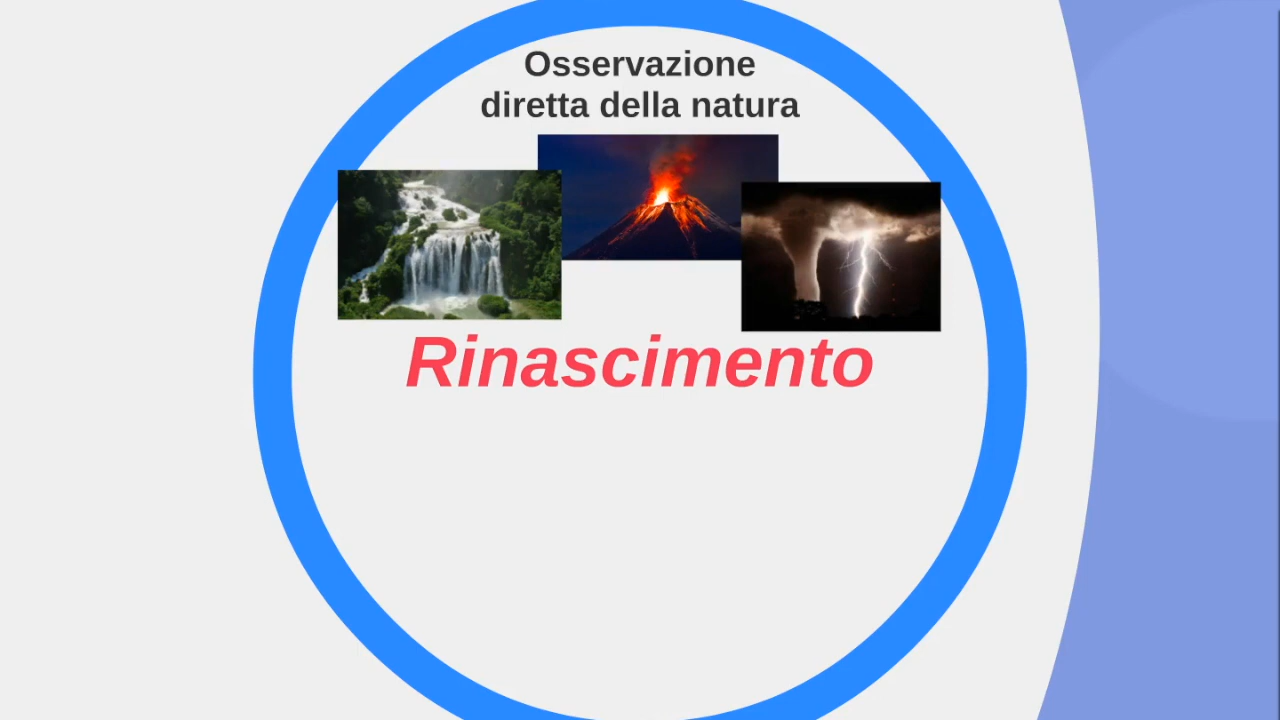 Osservazione
diretta della natura
Rinascimento